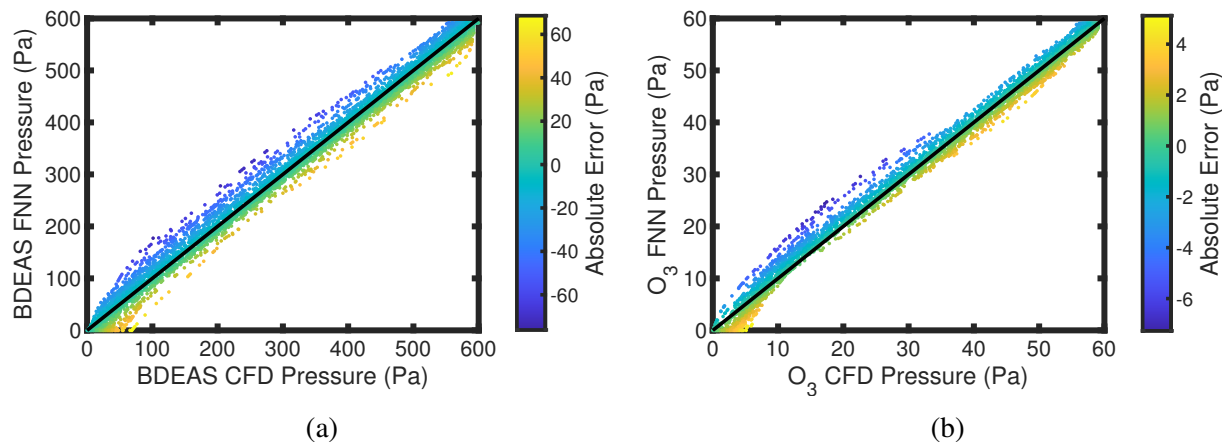 600
500
400
300
200
100
0
BDEAS FNN Pressure (Pa)
0 100 200 300 400 500 600
BDEAS CFD Pressure (Pa)
60
40
20
0
-20
-40
-60
Absolute Error (Pa)
(a)
60
50
40
30
20
10
0
O₃ FNN Pressure (Pa)
0 10 20 30 40 50 60
O₃ CFD Pressure (Pa)
4
2
0
-2
-4
-6
Absolute Error (Pa)
(b)